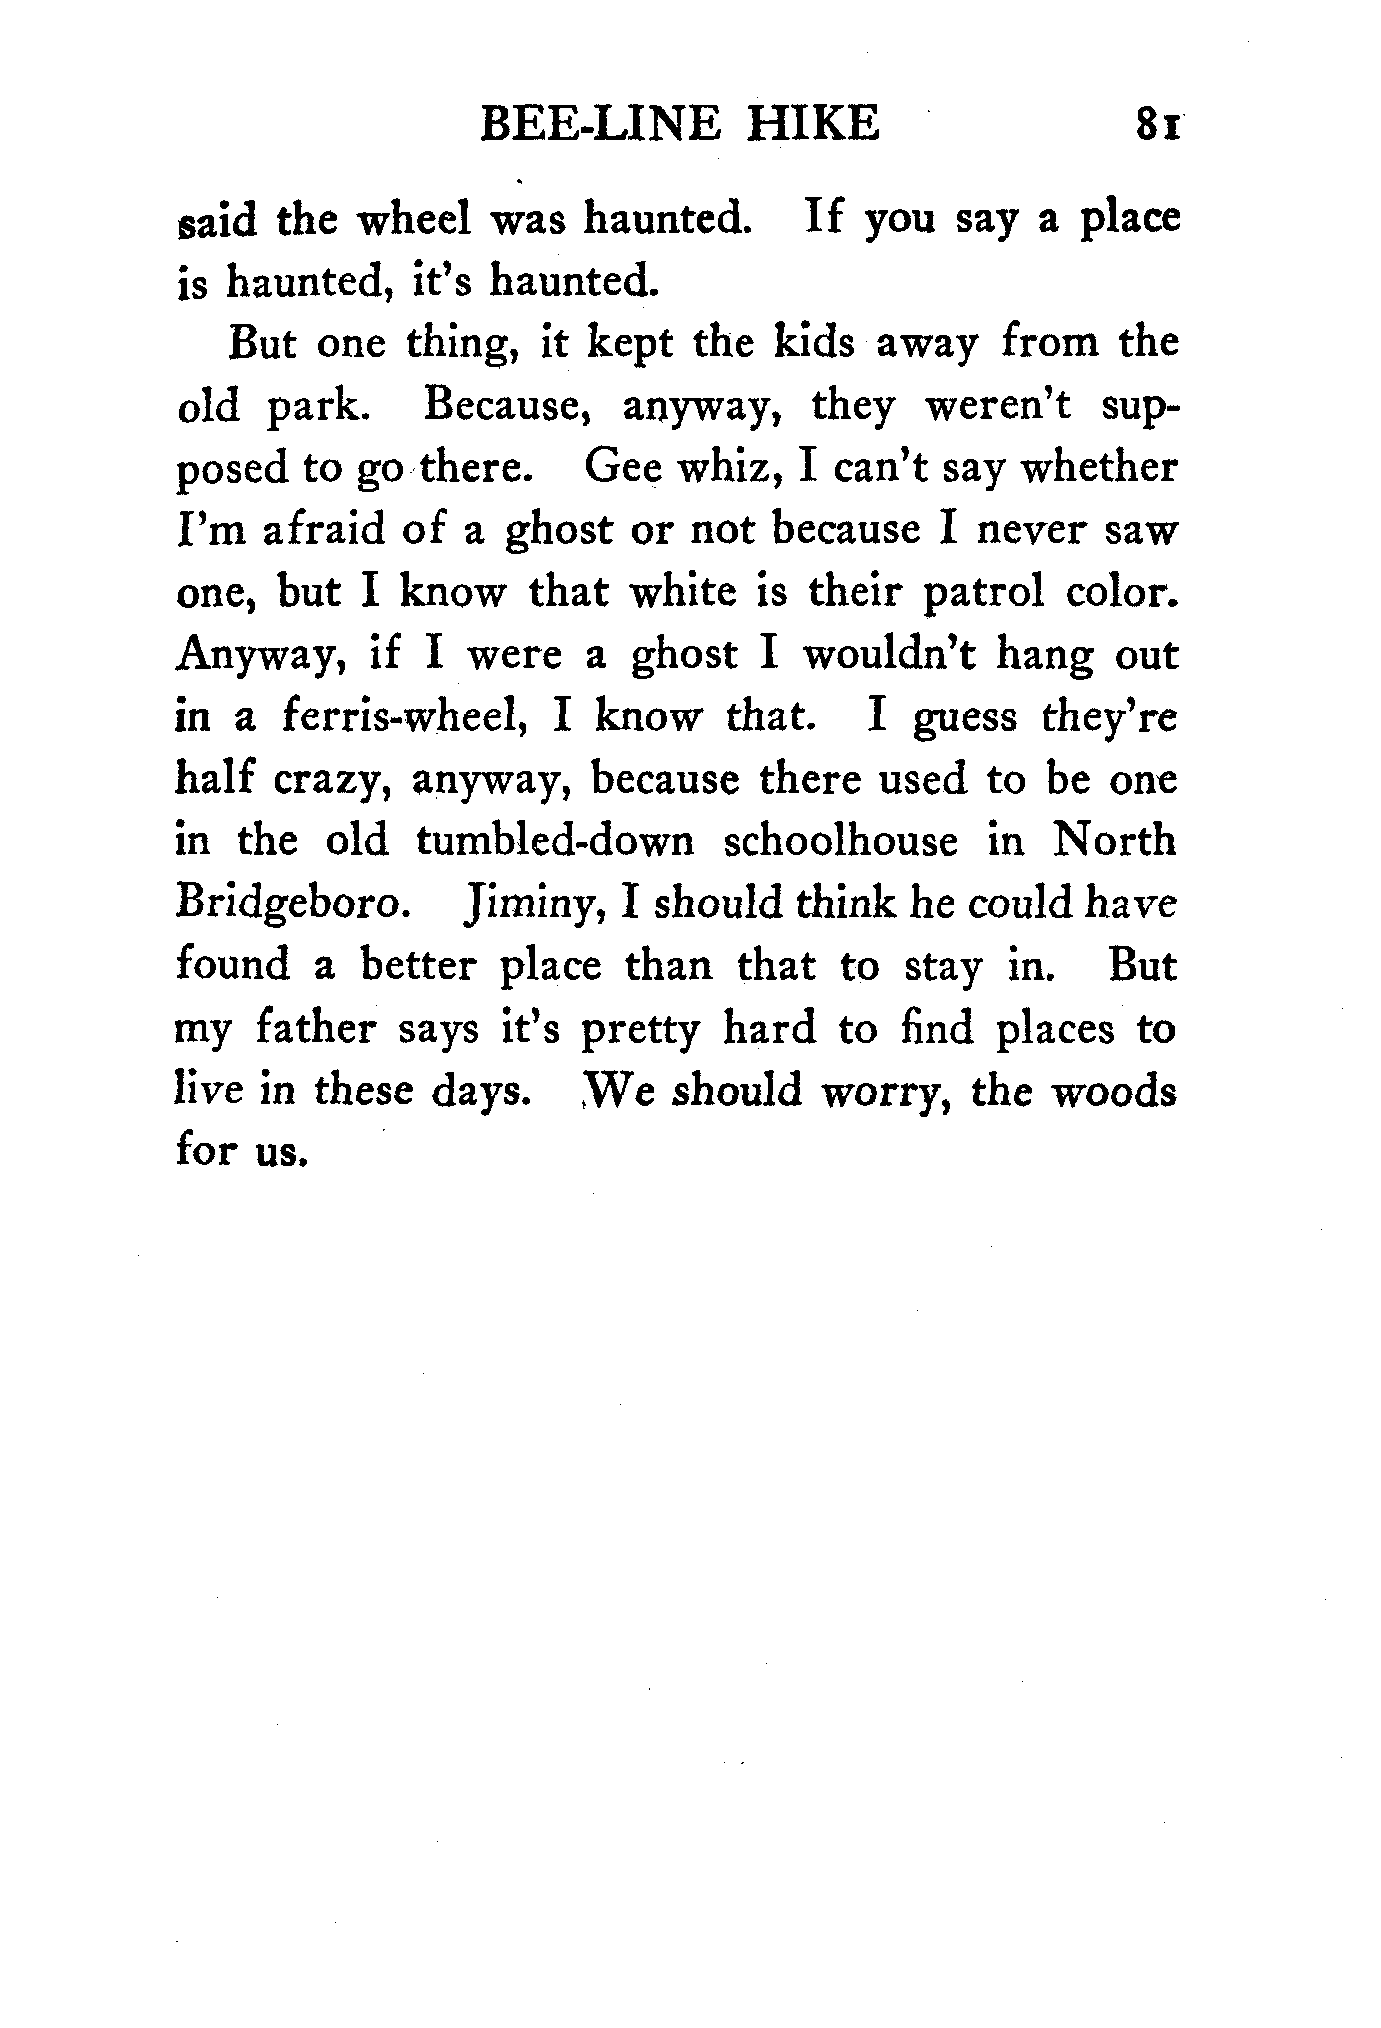 BEE-LINE HIKE 81
said the wheel was haunted. If you say a place
is haunted, it's haunted.
But one thing, it kept the kids away from the
old park. Because, anyway, they weren't sup-
posed to go there. Gee whiz, I can't say whether
I'm afraid of a ghost or not because I never saw
one, but I know that white is their patrol color.
Anyway, if I were a ghost I wouldn't hang out
in a ferris-wheel, I know that. I guess they're
half crazy, anyway, because there used to be one
in the old tumbled-down schoolhouse in North
Bridgeboro. Jiminy, I should think he could have
found a better place than that to stay in. But
my father says it's pretty hard to find places to
live in these days. We should worry, the woods
for us.